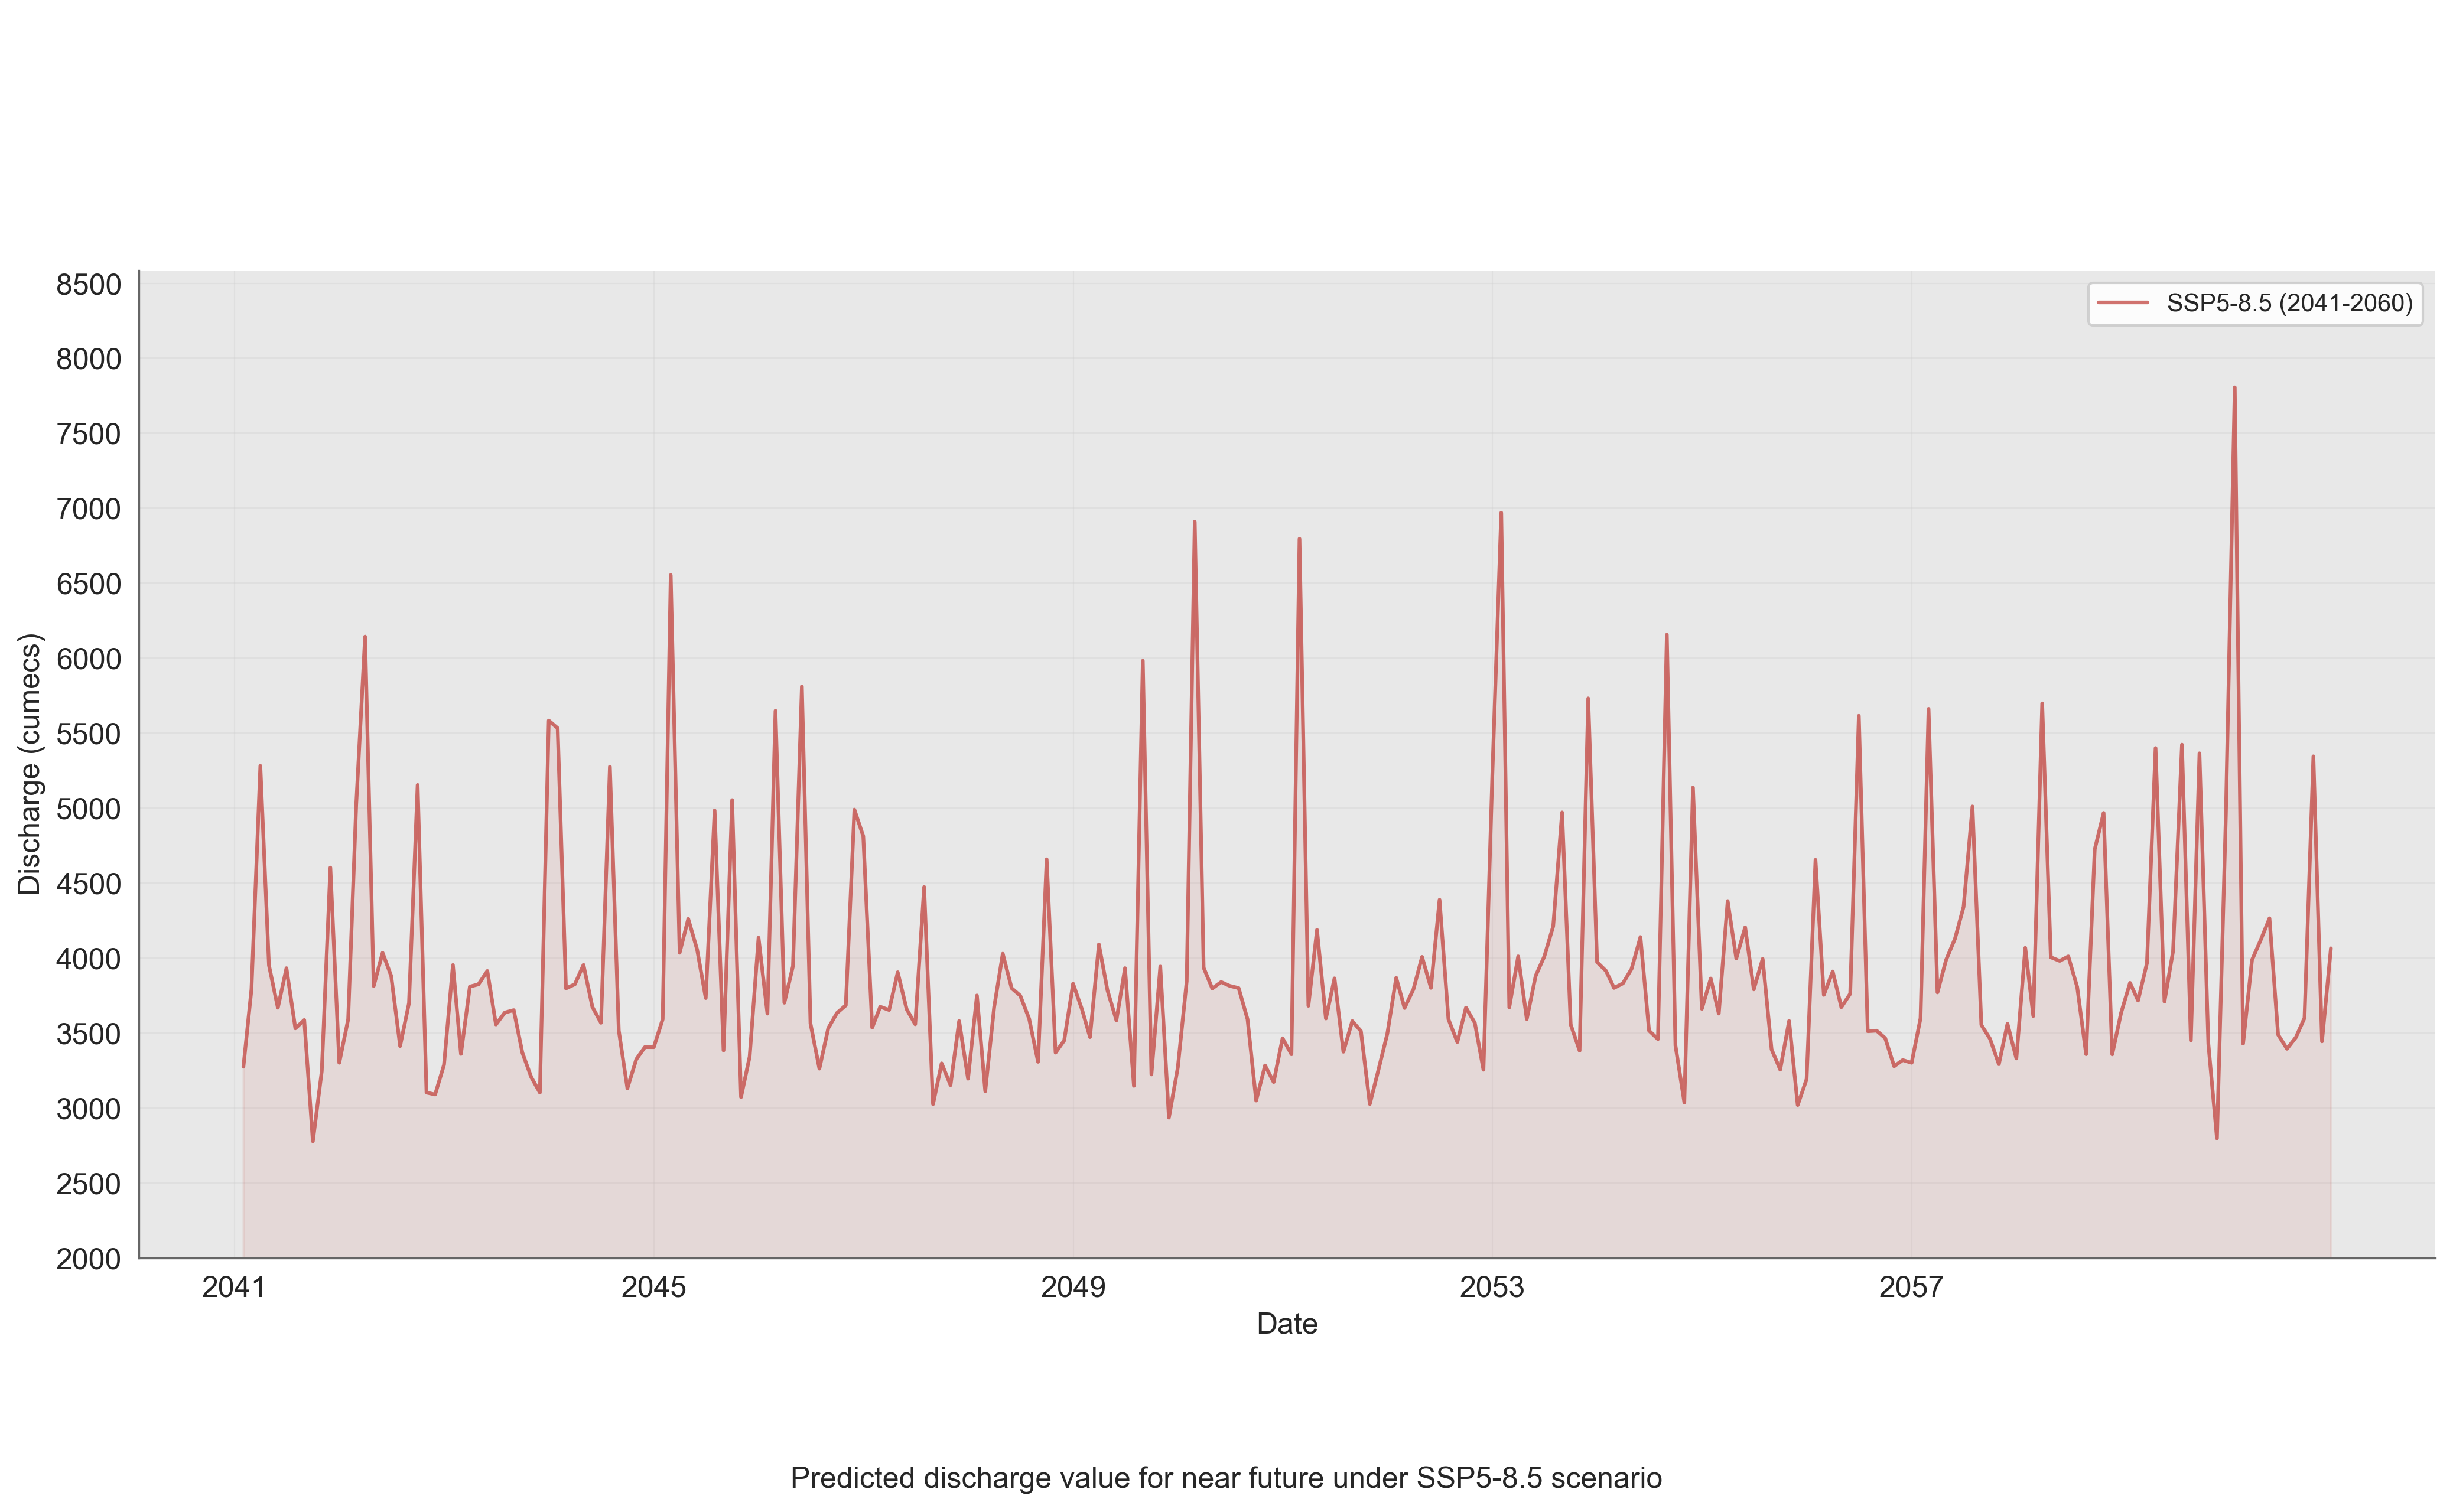 8500
8000
7500
7000
6500
6000
5500
5000
4500
4000
3500
3000
2500
2000
Discharge (cumecs)
SSP5-8.5 (2041-2060)
2041 2045 2049 2053 2057
Date
Predicted discharge value for near future under SSP5-8.5 scenario